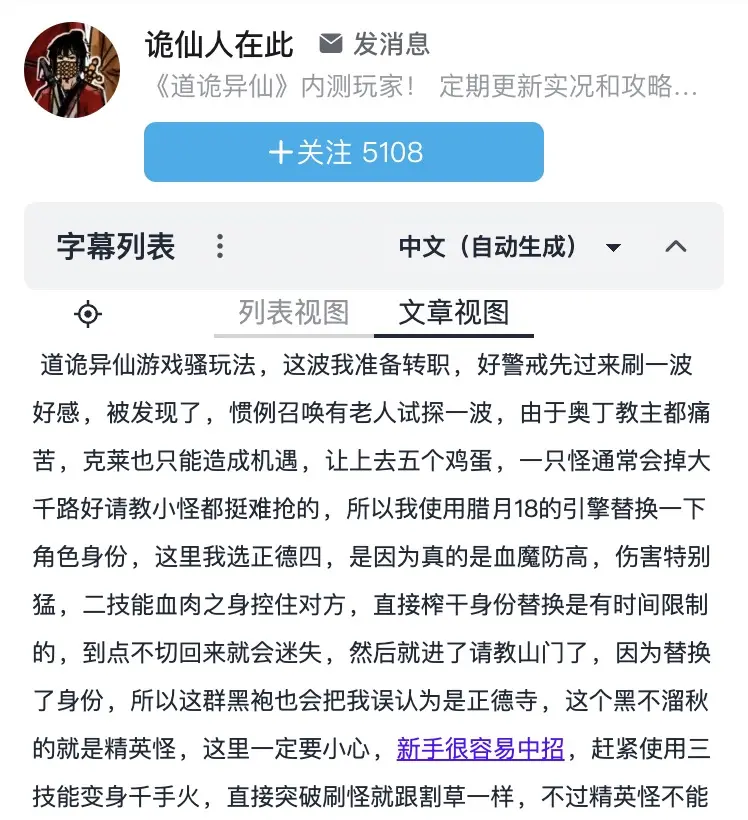 诡仙人在此 发消息
《道诡异仙》内测玩家！ 定期更新实况和攻略...
+关注 5108
字幕列表 中文（自动生成）
列表视图 文章视图
道诡异仙游戏骚玩法，这波我准备转职，好警戒先过来刷一波
好感，被发现了，惯例召唤有老人试探一波，由于奥丁教主都痛
苦，克莱也只能造成机遇，让上去五个鸡蛋，一只怪通常会掉大
千路好请教小怪都挺难抢的，所以我使用腊月18的引擎替换一下
角色身份，这里我选正德四，是因为真的是血魔防高，伤害特别
猛，二技能血肉之身控住对方，直接榨干身份替换是有时间限制
的，到点不切回来就会迷失，然后就进了请教山门了，因为替换
了身份，所以这群黑袍也会把我误认为是正德寺，这个黑不溜秋
的就是精英怪，这里一定要小心，新手很容易中招，赶紧使用三
技能变身千手火，直接突破刷怪就跟割草一样，不过精英怪不能